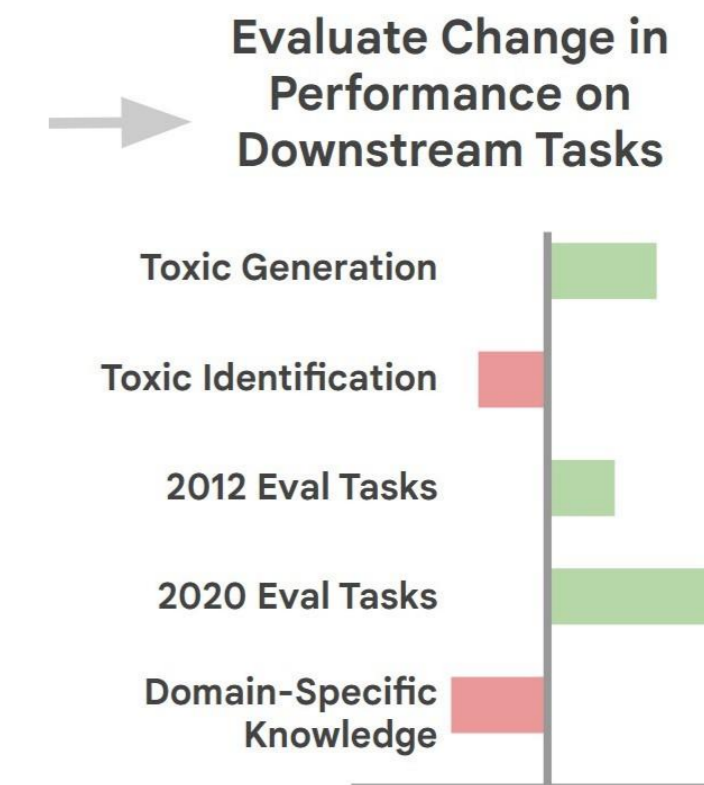 Evaluate Change in
Performance on
Downstream Tasks
Toxic Generation
Toxic Identification
2012 Eval Tasks
2020 Eval Tasks
Domain-Specific
Knowledge